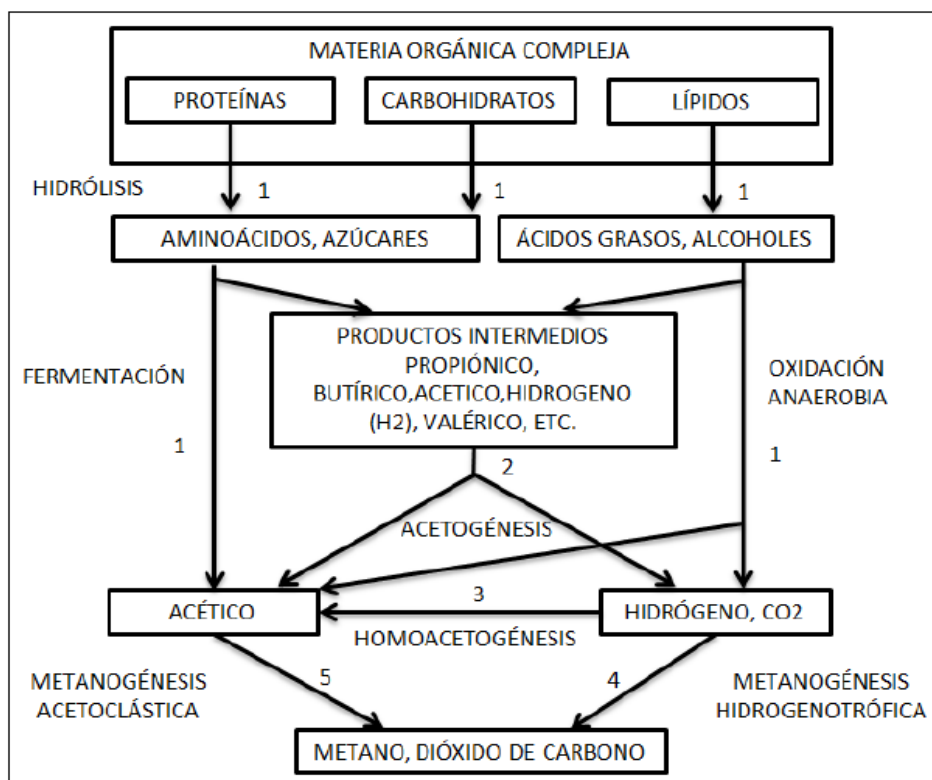 MATERIA ORGÁNICA COMPLEJA
PROTEÍNAS
CARBOHIDRATOS
LÍPIDOS
HIDRÓLISIS
1
1
1
AMINOÁCIDOS, AZÚCARES
ÁCIDOS GRASOS, ALCOHOLES
PRODUCTOS INTERMEDIOS
PROPIÓNICO,
BUTÍRICO,ACETICO,HIDROGENO
(H2), VALÉRICO, ETC.
FERMENTACIÓN
OXIDACIÓN
ANAEROBIA
1
2
1
ACETOGÉNESIS
ACÉTICO
3
HIDRÓGENO, CO2
HOMOACETOGÉNESIS
METANOGÉNESIS
ACETOCLÁSTICA
5
4
METANOGÉNESIS
HIDROGENOTRÓFICA
METANO, DIÓXIDO DE CARBONO